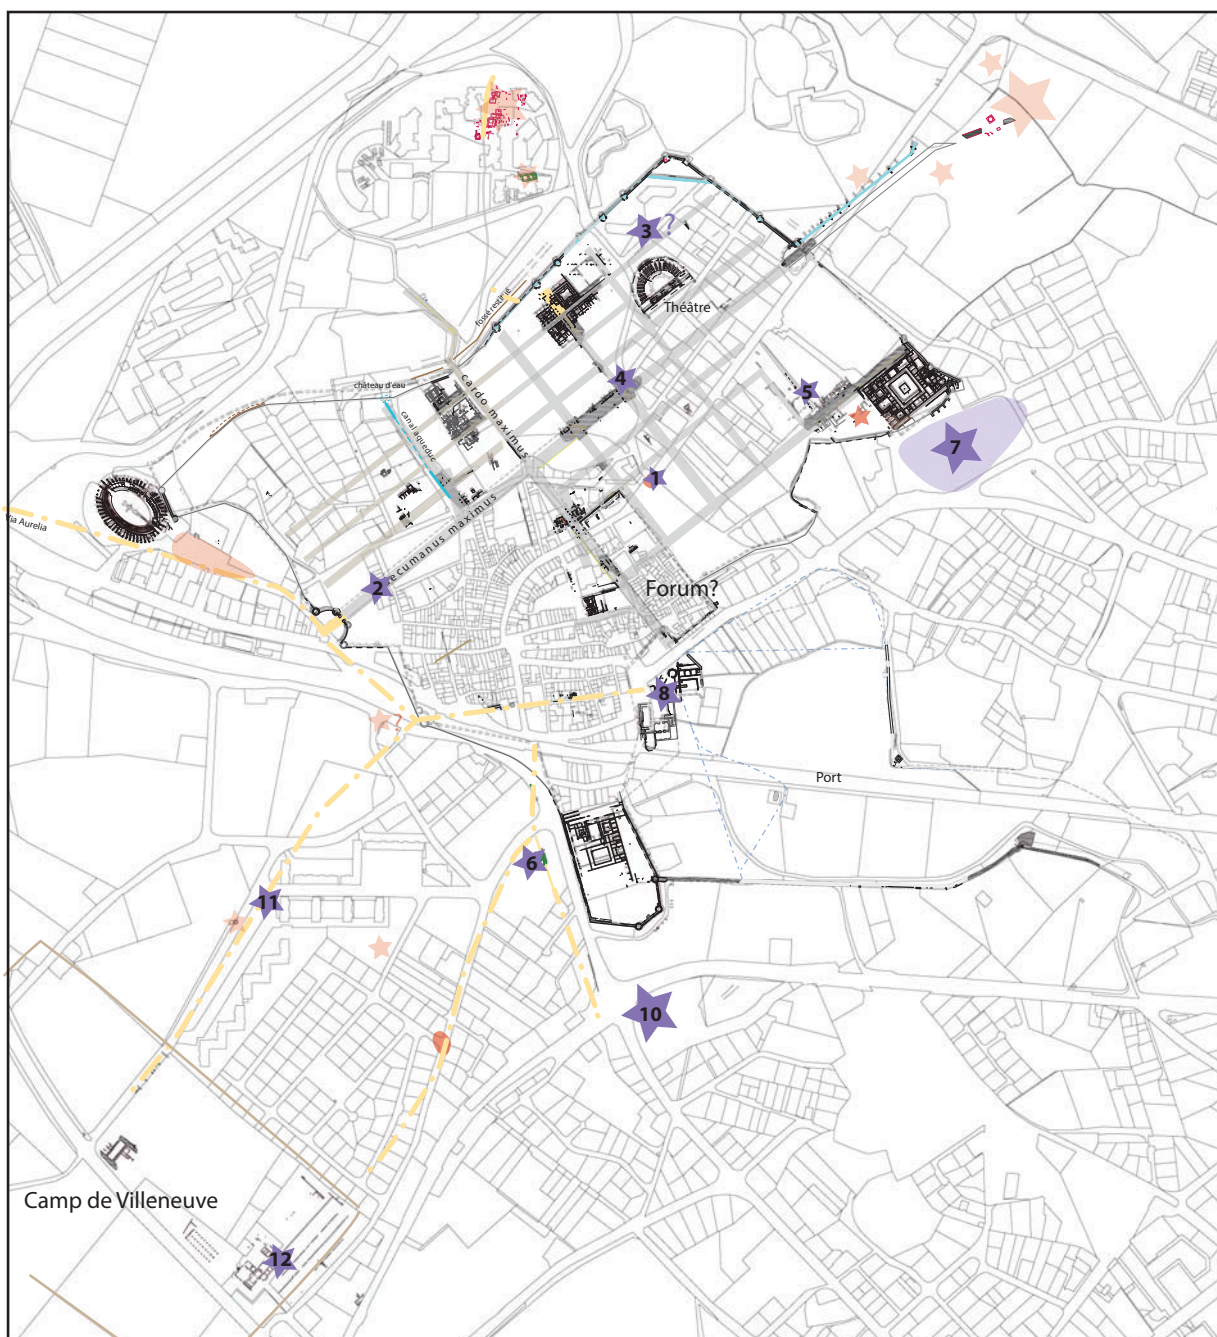 3 ?
Théâtre
fossé restitué
château d'eau
4
5
cardo maximus
canal aqueduc
7
1
Via Aurelia
decumanus maximus
2
Forum?
8
?
Port
6
11
10
Camp de Villeneuve
12